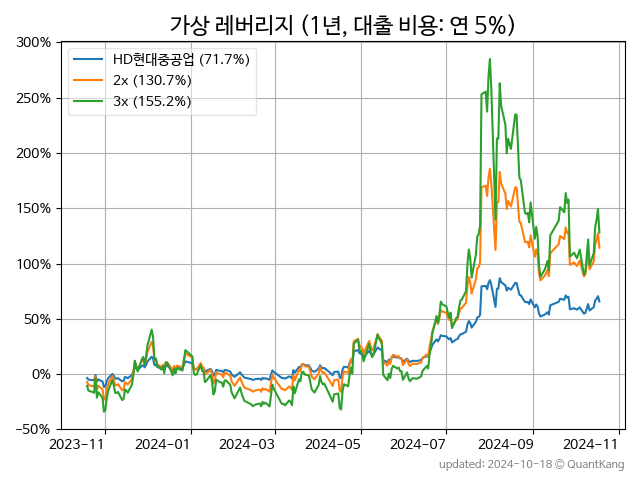 가상 레버리지 (1년, 대출 비용: 연 5%)
HD현대중공업 (71.7%)
2x (130.7%)
3x (155.2%)
300%
250%
200%
150%
100%
50%
0%
−50%
2023-11 2024-01 2024-03 2024-05 2024-07 2024-09 2024-11
updated: 2024-10-18 © QuantKang